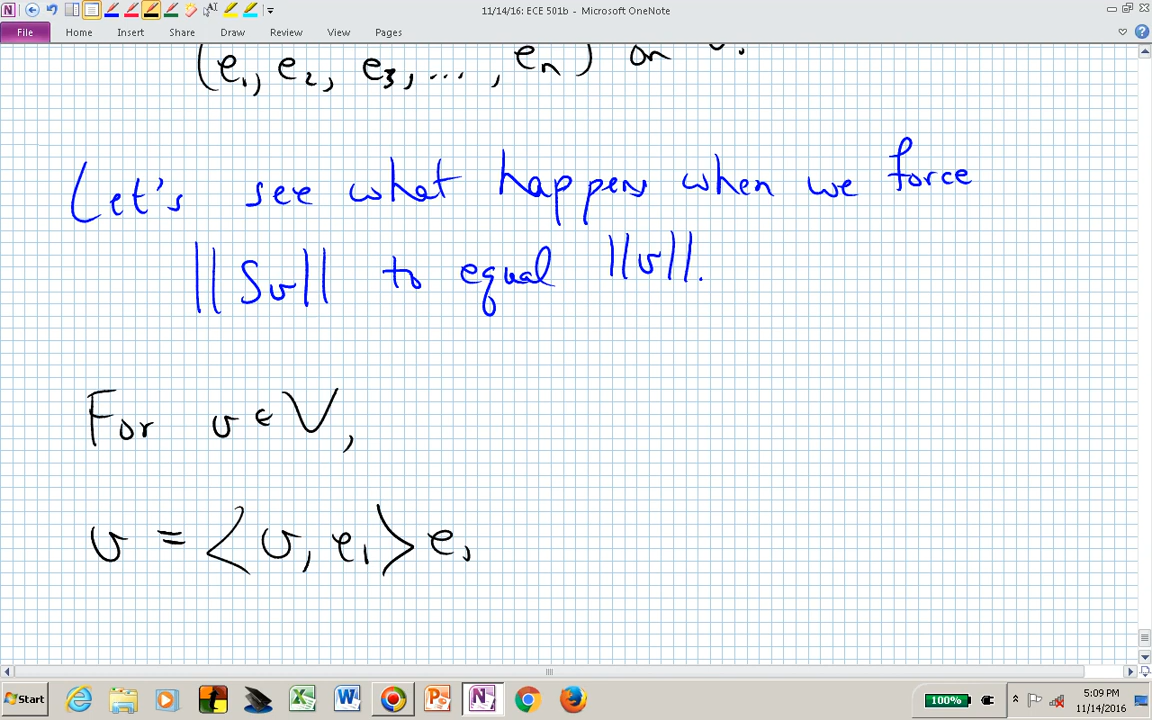 11/14/16: ECE 501b - Microsoft OneNote
File Home Insert Share Draw Review View Pages
(e₁, e₂, e₃, ..., eₙ) on V.
Let's see what happens when we force
||Sv|| to equal ||v||.
For v ∈ V,
v = <v, e₁> e₁
Start
100%
5:09 PM
11/14/2016